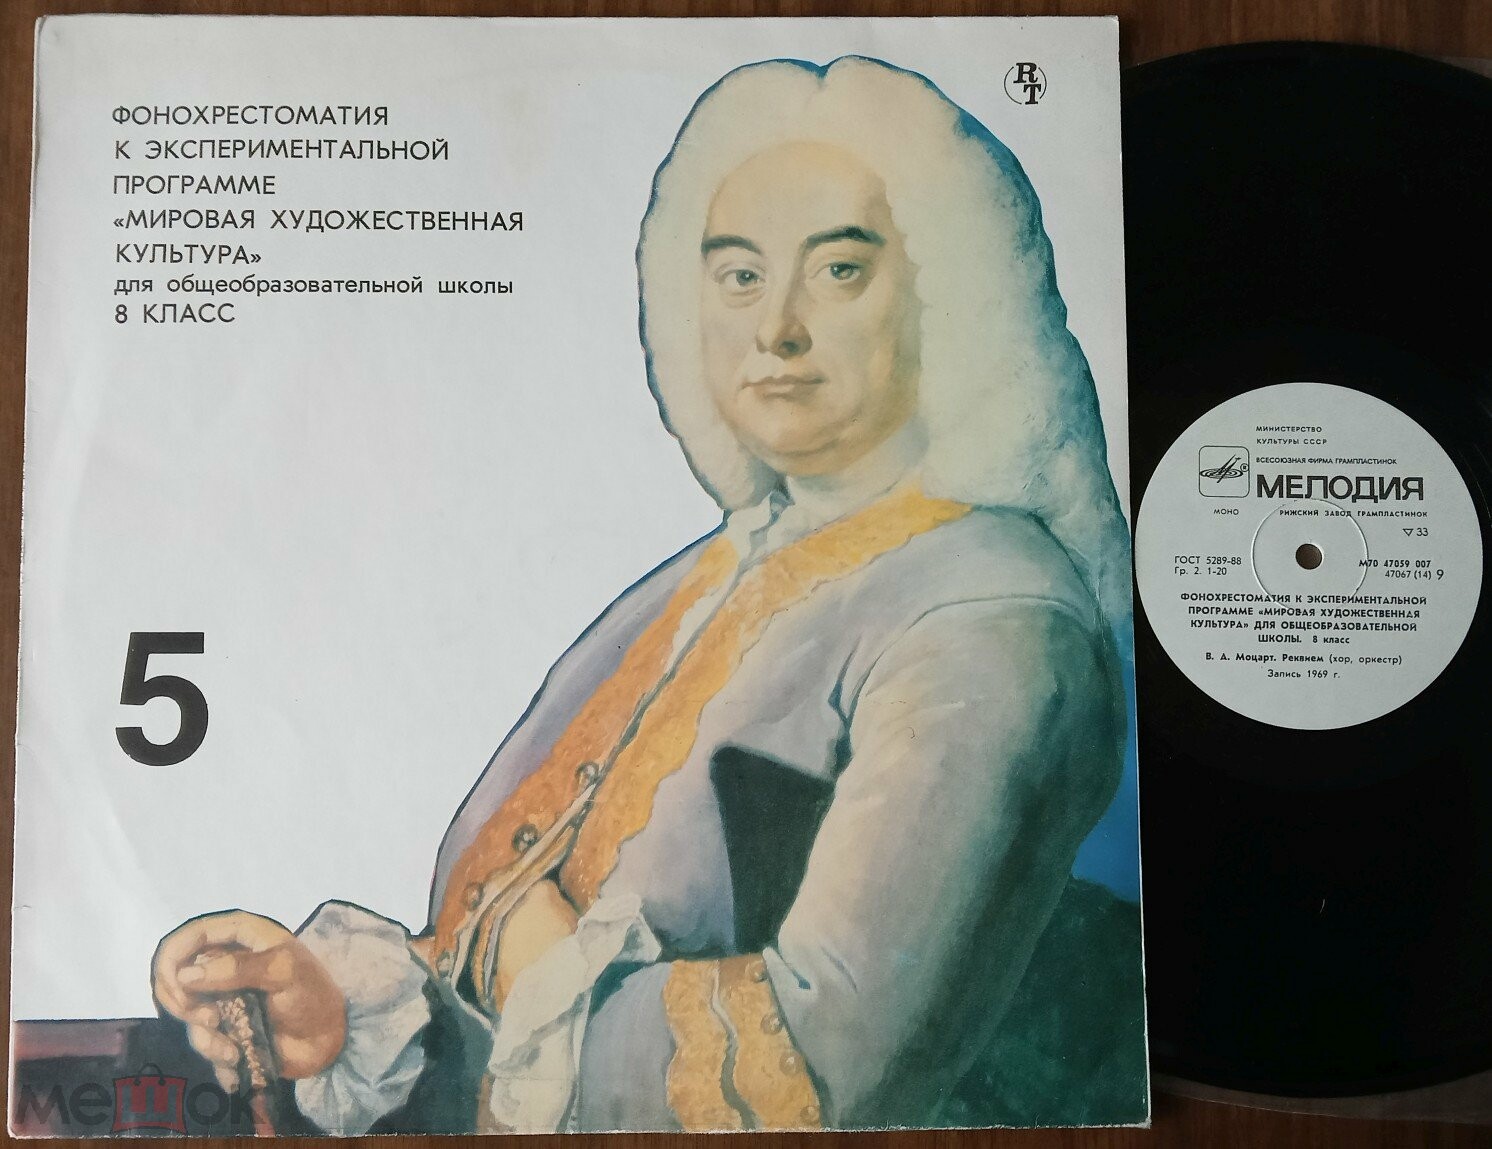 ФОНОХРЕСТОМАТИЯ
К ЭКСПЕРИМЕНТАЛЬНОЙ
ПРОГРАММЕ
«МИРОВАЯ ХУДОЖЕСТВЕННАЯ
КУЛЬТУРА»
для общеобразовательной школы
8 КЛАСС
RT
5
МИНИСТЕРСТВО
КУЛЬТУРЫ СССР
ВСЕСОЮЗНАЯ ФИРМА ГРАМПЛАСТИНОК
МЕЛОДИЯ
МОНО
РИЖСКИЙ ЗАВОД ГРАМПЛАСТИНОК
▽ 33
ГОСТ 5289-88
Гр. 2. 1-20
М70 47059 007
47067 (14) 9
ФОНОХРЕСТОМАТИЯ К ЭКСПЕРИМЕНТАЛЬНОЙ
ПРОГРАММЕ «МИРОВАЯ ХУДОЖЕСТВЕННАЯ
КУЛЬТУРА» ДЛЯ ОБЩЕОБРАЗОВАТЕЛЬНОЙ
ШКОЛЫ. 8 класс
В. А. Моцарт. Реквием (хор, оркестр)
Запись 1969 г.
мешок